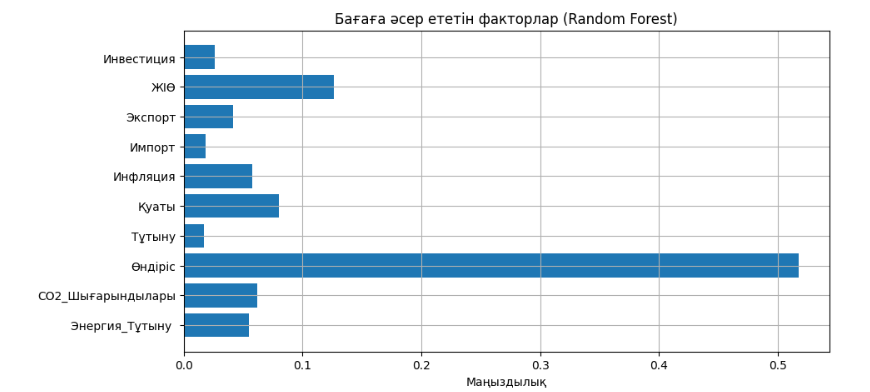 Бағаға әсер ететін факторлар (Random Forest)
Инвестиция
ЖІӨ
Экспорт
Импорт
Инфляция
Қуаты
Тұтыну
Өндіріс
CO2_Шығарындылары
Энергия_Тұтыну
0.0 0.1 0.2 0.3 0.4 0.5
Маңыздылық